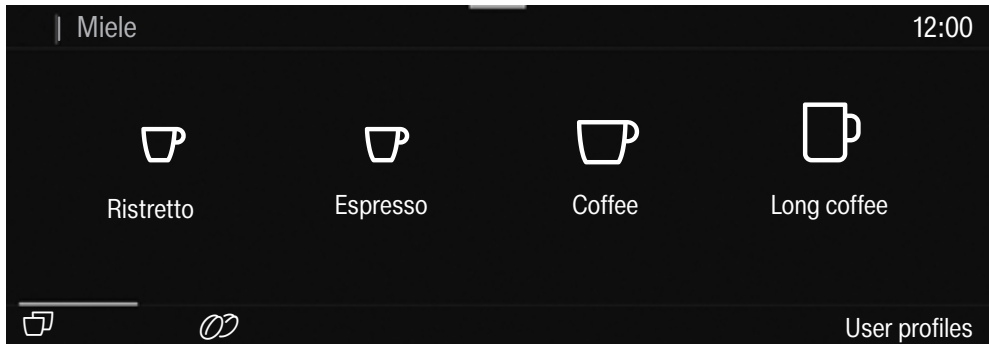 Miele
12:00
Ristretto
Espresso
Coffee
Long coffee
User profiles